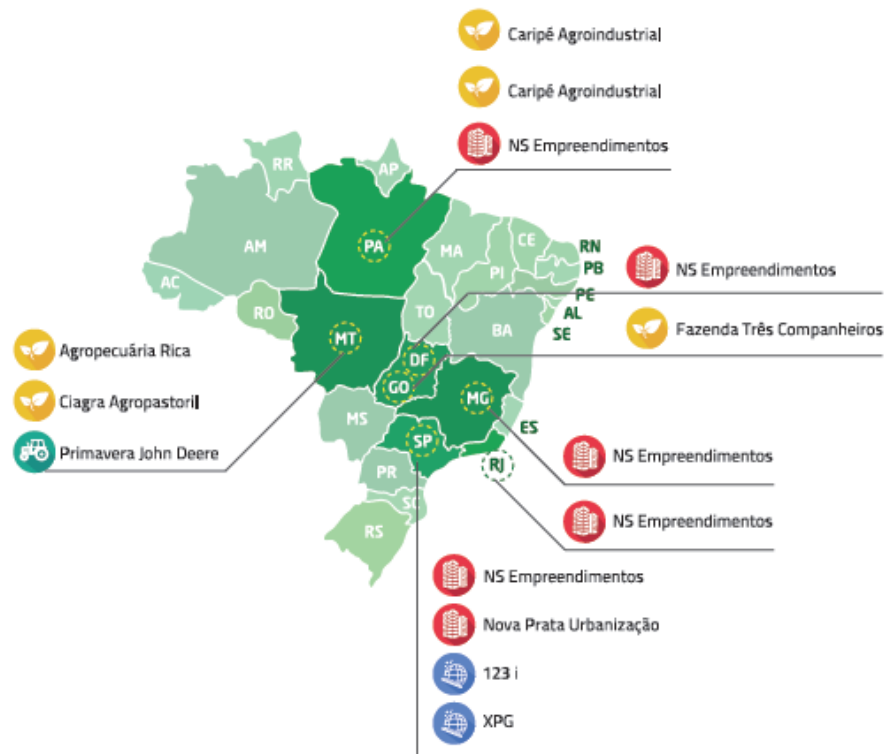 Caripé Agroindustrial
Caripé Agroindustrial
NS Empreendimentos
RR
AP
AM
PA
MA
CE
RN
PI
PB
AC
PE
NS Empreendimentos
RO
TO
AL
BA
SE
Fazenda Três Companheiros
MT
DF
Agropecuária Rica
GO
MG
Ciagra Agropastoril
MS
ES
SP
Primavera John Deere
NS Empreendimentos
PR
RJ
SC
NS Empreendimentos
RS
NS Empreendimentos
Nova Prata Urbanização
123 i
XPG